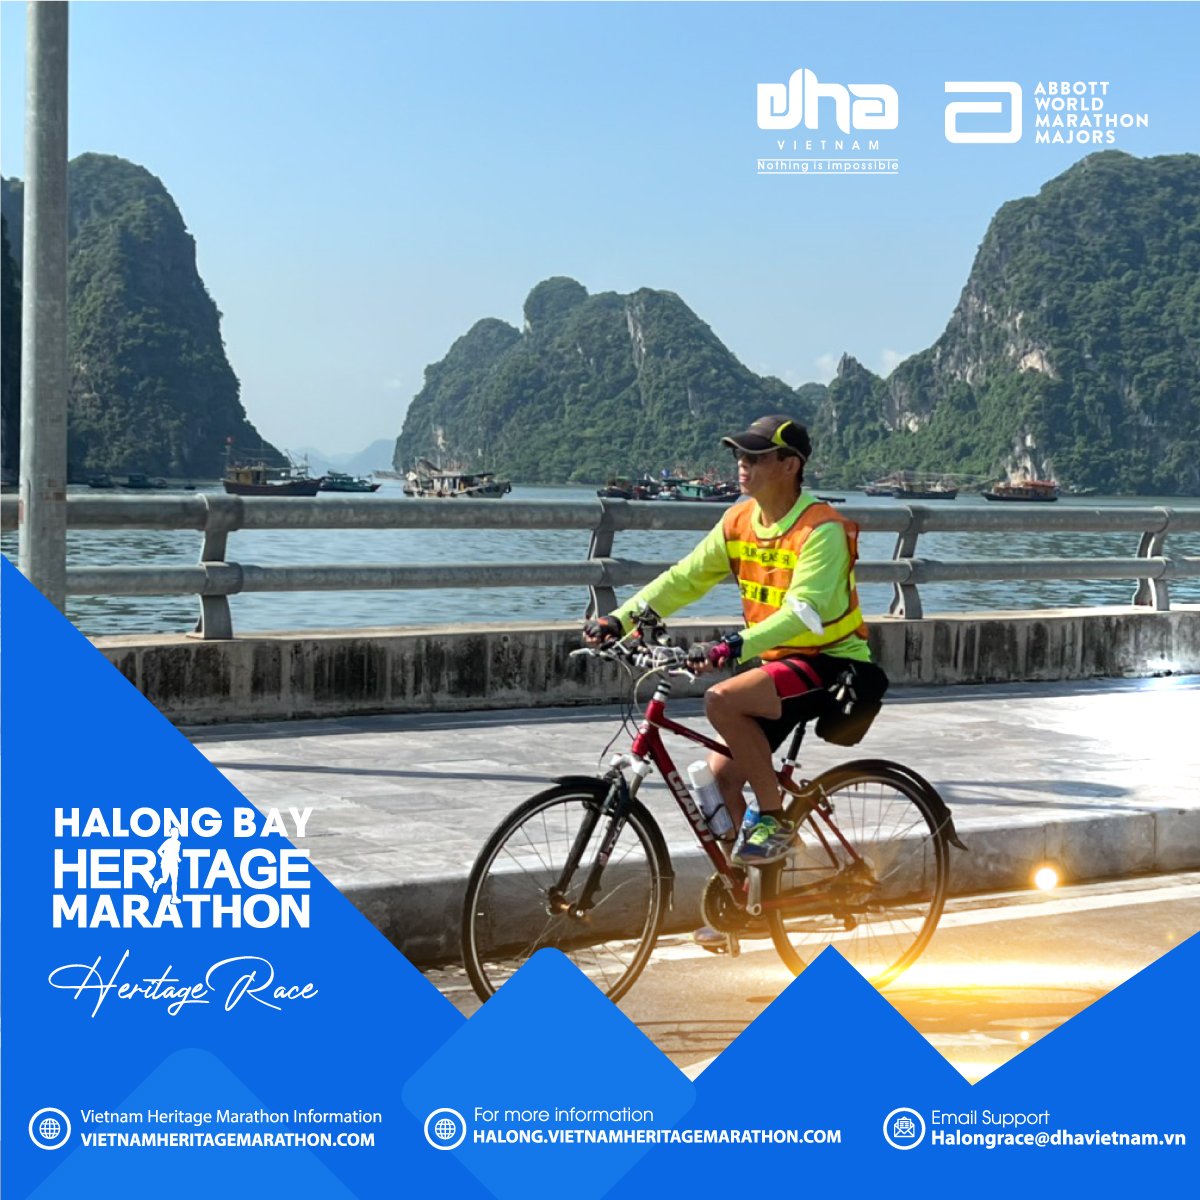 dha
VIETNAM
Nothing is impossible
ABBOTT
WORLD
MARATHON
MAJORS
GIANT
HALONG BAY
HERITAGE
MARATHON
Heritage Race
Vietnam Heritage Marathon Information
VIETNAMHERITAGEMARATHON.COM
For more information
HALONG.VIETNAMHERITAGEMARATHON.COM
Email Support
Halongrace@dhavietnam.vn